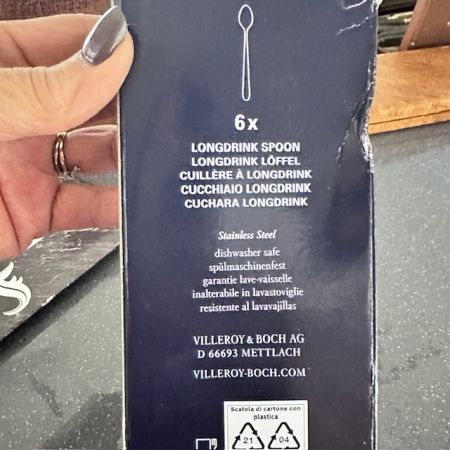 6x
LONGDRINK SPOON
LONGDRINK LÖFFEL
CUILLÈRE À LONGDRINK
CUCCHIAIO LONGDRINK
CUCHARA LONGDRINK
Stainless Steel
dishwasher safe
spülmaschinenfest
garantie lave-vaisselle
inalterabile in lavastoviglie
resistente al lavavajillas
VILLEROY & BOCH AG
D 66693 METTLACH
VILLEROY-BOCH.COM
Scatola di cartone con
plastica
21 04